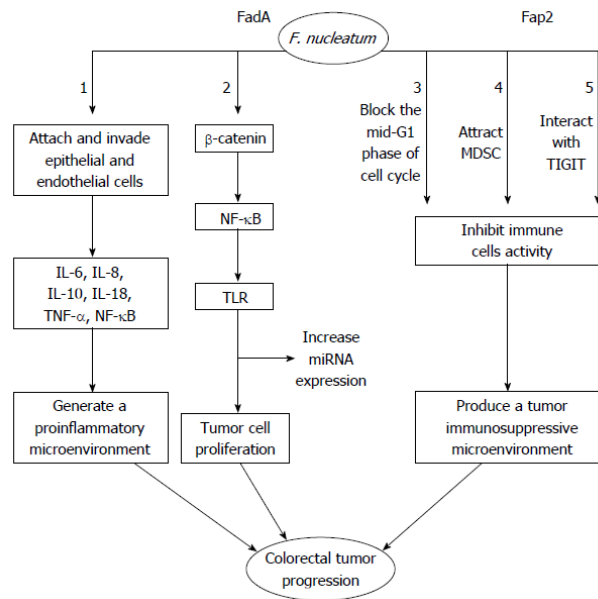 FadA
Fap2
F. nucleatum
1
2
3
4
5
Attach and invade
epithelial and
endothelial cells
β-catenin
Block the
mid-G1
phase of
cell cycle
Attract
MDSC
Interact
with
TIGIT
NF-κB
Inhibit immune
cells activity
IL-6, IL-8,
IL-10, IL-18,
TNF-α, NF-κB
TLR
Increase
miRNA
expression
Generate a
proinflammatory
microenvironment
Tumor cell
proliferation
Produce a tumor
immunosuppressive
microenvironment
Colorectal tumor
progression